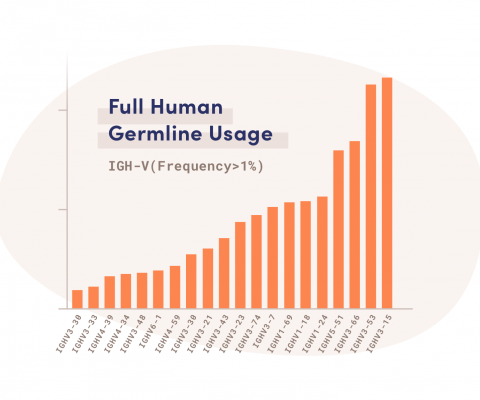 Full Human
Germline Usage
IGH-V(Frequency>1%)
IGHV3-30
IGHV3-33
IGHV4-39
IGHV4-34
IGHV3-48
IGHV6-1
IGHV4-59
IGHV3-30
IGHV3-21
IGHV3-43
IGHV3-23
IGHV3-74
IGHV3-7
IGHV1-69
IGHV1-18
IGHV1-24
IGHV5-51
IGHV3-66
IGHV3-53
IGHV3-15